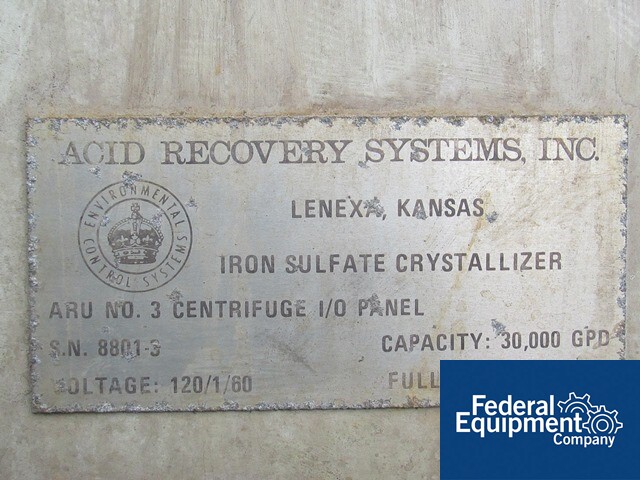 ACID RECOVERY SYSTEMS, INC.
ENVIRONMENTAL CONTROL SYSTEMS
LENEXA, KANSAS
IRON SULFATE CRYSTALLIZER
ARU NO. 3 CENTRIFUGE I/O PANEL
S.N. 8801-3 CAPACITY: 30,000 GPD
VOLTAGE: 120/1/60 FULL
Federal
Equipment
Company